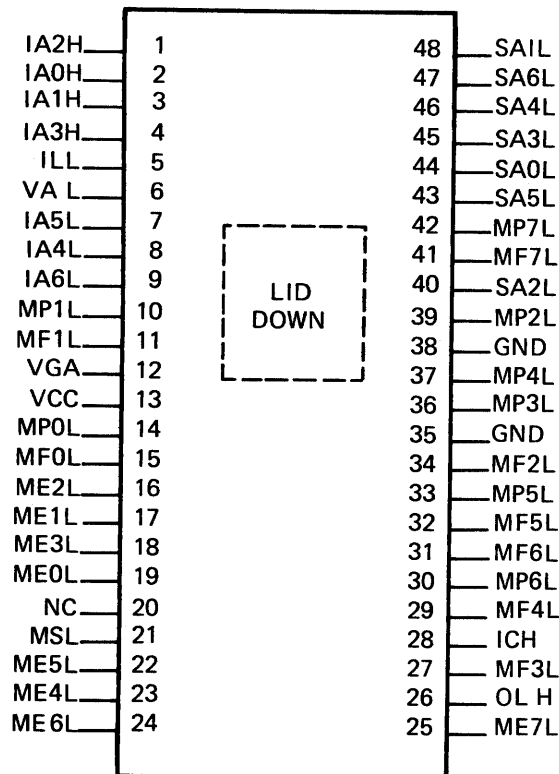 IA2H 1 48 SA1L
IA0H 2 47 SA6L
IA1H 3 46 SA4L
IA3H 4 45 SA3L
ILL 5 44 SA0L
VA L 6 43 SA5L
IA5L 7 42 MP7L
IA4L 8 41 MF7L
IA6L 9 40 SA2L
MP1L 10 39 MP2L
MF1L 11 38 GND
VGA 12 37 MP4L
VCC 13 36 MP3L
MP0L 14 35 GND
MF0L 15 34 MF2L
ME2L 16 33 MP5L
ME1L 17 32 MF5L
ME3L 18 31 MF6L
ME0L 19 30 MP6L
NC 20 29 MF4L
MSL 21 28 ICH
ME5L 22 27 MF3L
ME4L 23 26 OL H
ME6L 24 25 ME7L
LID
DOWN